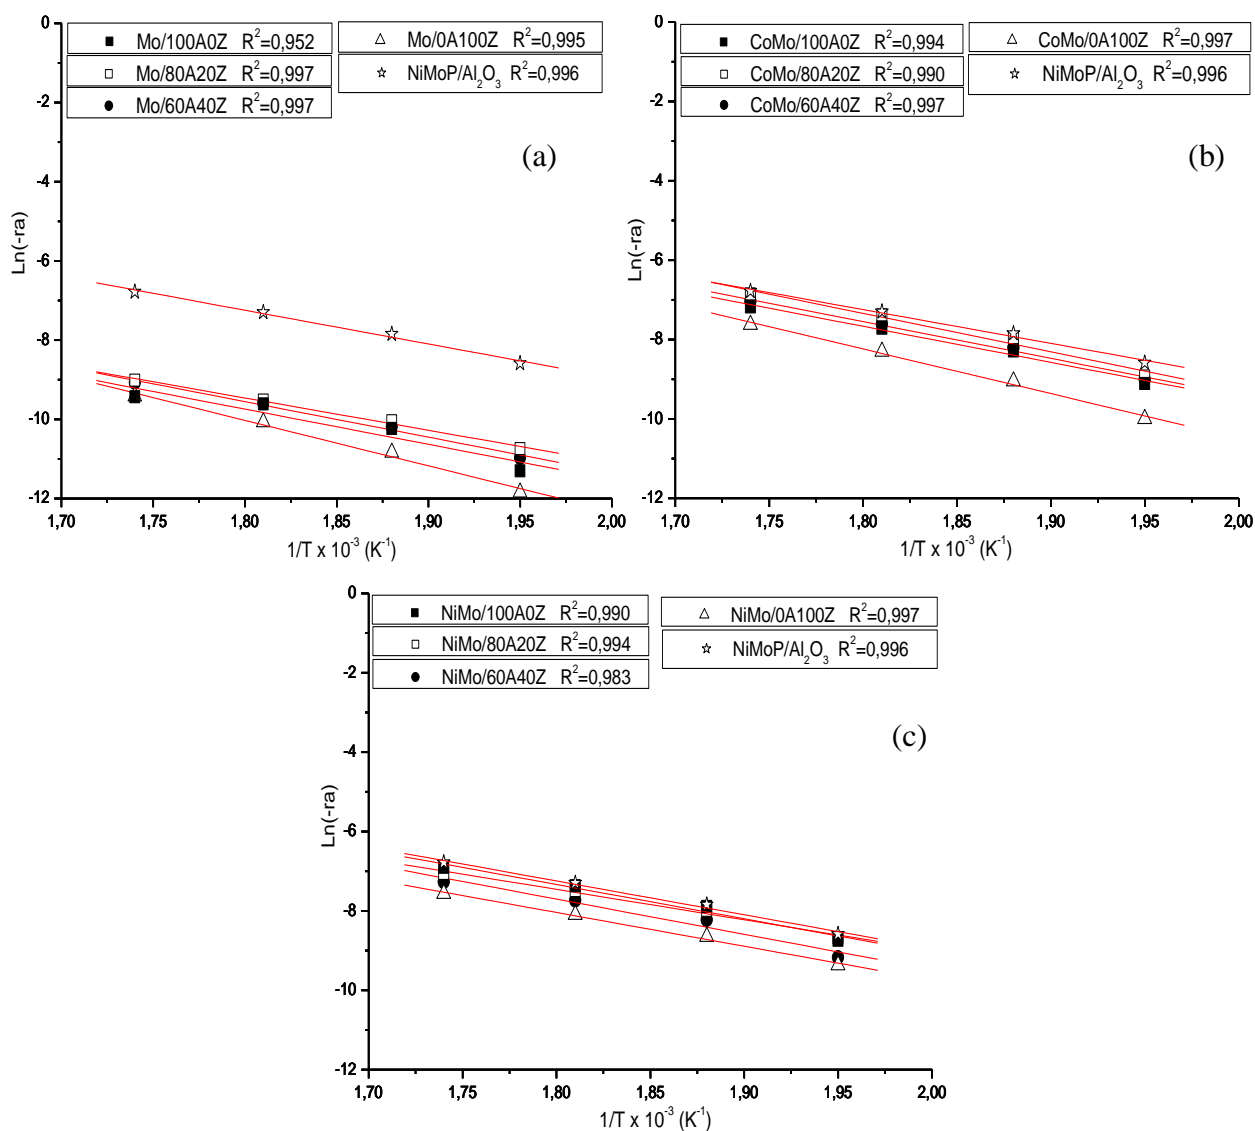 Mo/100A0Z R²=0,952
Mo/80A20Z R²=0,997
Mo/60A40Z R²=0,997
Mo/0A100Z R²=0,995
NiMoP/Al₂O₃ R²=0,996
(a)
0
-2
-4
-6
-8
-10
-12
Ln(-ra)
1,70 1,75 1,80 1,85 1,90 1,95 2,00
1/T x 10⁻³ (K⁻¹)
CoMo/100A0Z R²=0,994
CoMo/80A20Z R²=0,990
CoMo/60A40Z R²=0,997
CoMo/0A100Z R²=0,997
NiMoP/Al₂O₃ R²=0,996
(b)
0
-2
-4
-6
-8
-10
-12
Ln(-ra)
1,70 1,75 1,80 1,85 1,90 1,95 2,00
1/T x 10⁻³ (K⁻¹)
NiMo/100A0Z R²=0,990
NiMo/80A20Z R²=0,994
NiMo/60A40Z R²=0,983
NiMo/0A100Z R²=0,997
NiMoP/Al₂O₃ R²=0,996
(c)
0
-2
-4
-6
-8
-10
-12
Ln(-ra)
1,70 1,75 1,80 1,85 1,90 1,95 2,00
1/T x 10⁻³ (K⁻¹)